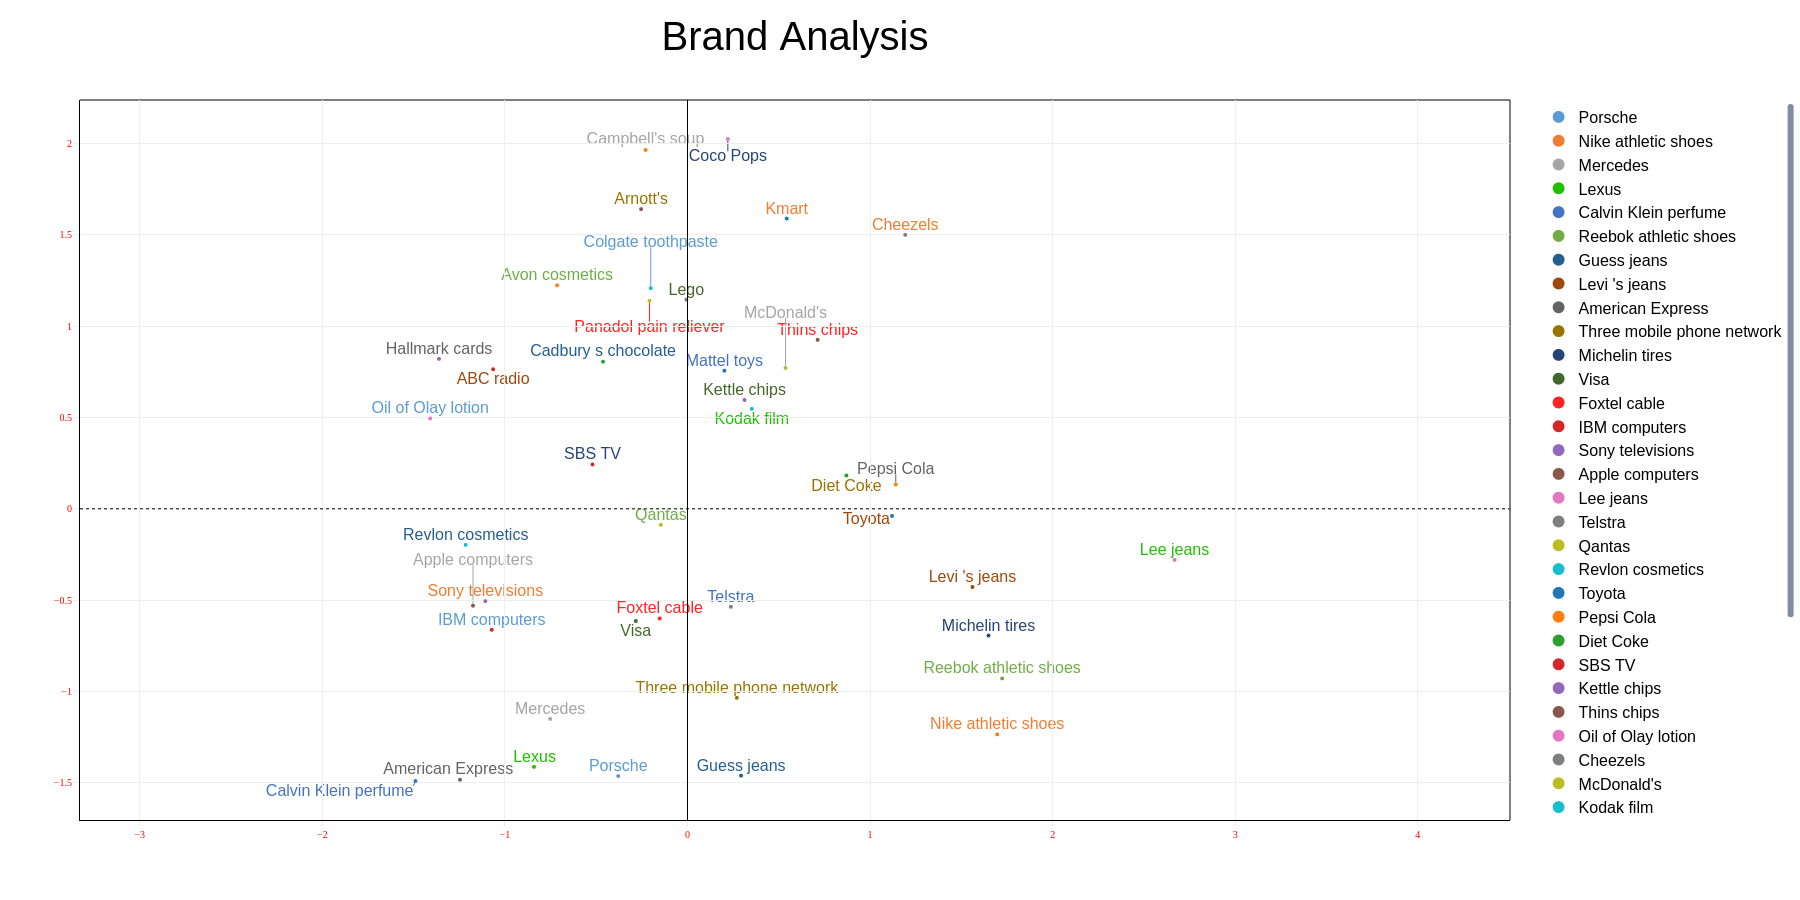 Brand Analysis
2
1.5
1
0.5
0
−0.5
−1
−1.5
−3
−2
−1
0
1
2
3
4
Campbell's soup
Coco Pops
Arnott's
Kmart
Cheezels
Colgate toothpaste
Avon cosmetics
Lego
McDonald's
Panadol pain reliever
Thins chips
Hallmark cards
Cadbury s chocolate
Mattel toys
ABC radio
Kettle chips
Oil of Olay lotion
Kodak film
SBS TV
Pepsi Cola
Diet Coke
Qantas
Toyota
Revlon cosmetics
Lee jeans
Apple computers
Levi 's jeans
Sony televisions
Telstra
Foxtel cable
IBM computers
Visa
Michelin tires
Reebok athletic shoes
Three mobile phone network
Mercedes
Nike athletic shoes
Lexus
American Express
Porsche
Guess jeans
Calvin Klein perfume
Porsche
Nike athletic shoes
Mercedes
Lexus
Calvin Klein perfume
Reebok athletic shoes
Guess jeans
Levi 's jeans
American Express
Three mobile phone network
Michelin tires
Visa
Foxtel cable
IBM computers
Sony televisions
Apple computers
Lee jeans
Telstra
Qantas
Revlon cosmetics
Toyota
Pepsi Cola
Diet Coke
SBS TV
Kettle chips
Thins chips
Oil of Olay lotion
Cheezels
McDonald's
Kodak film